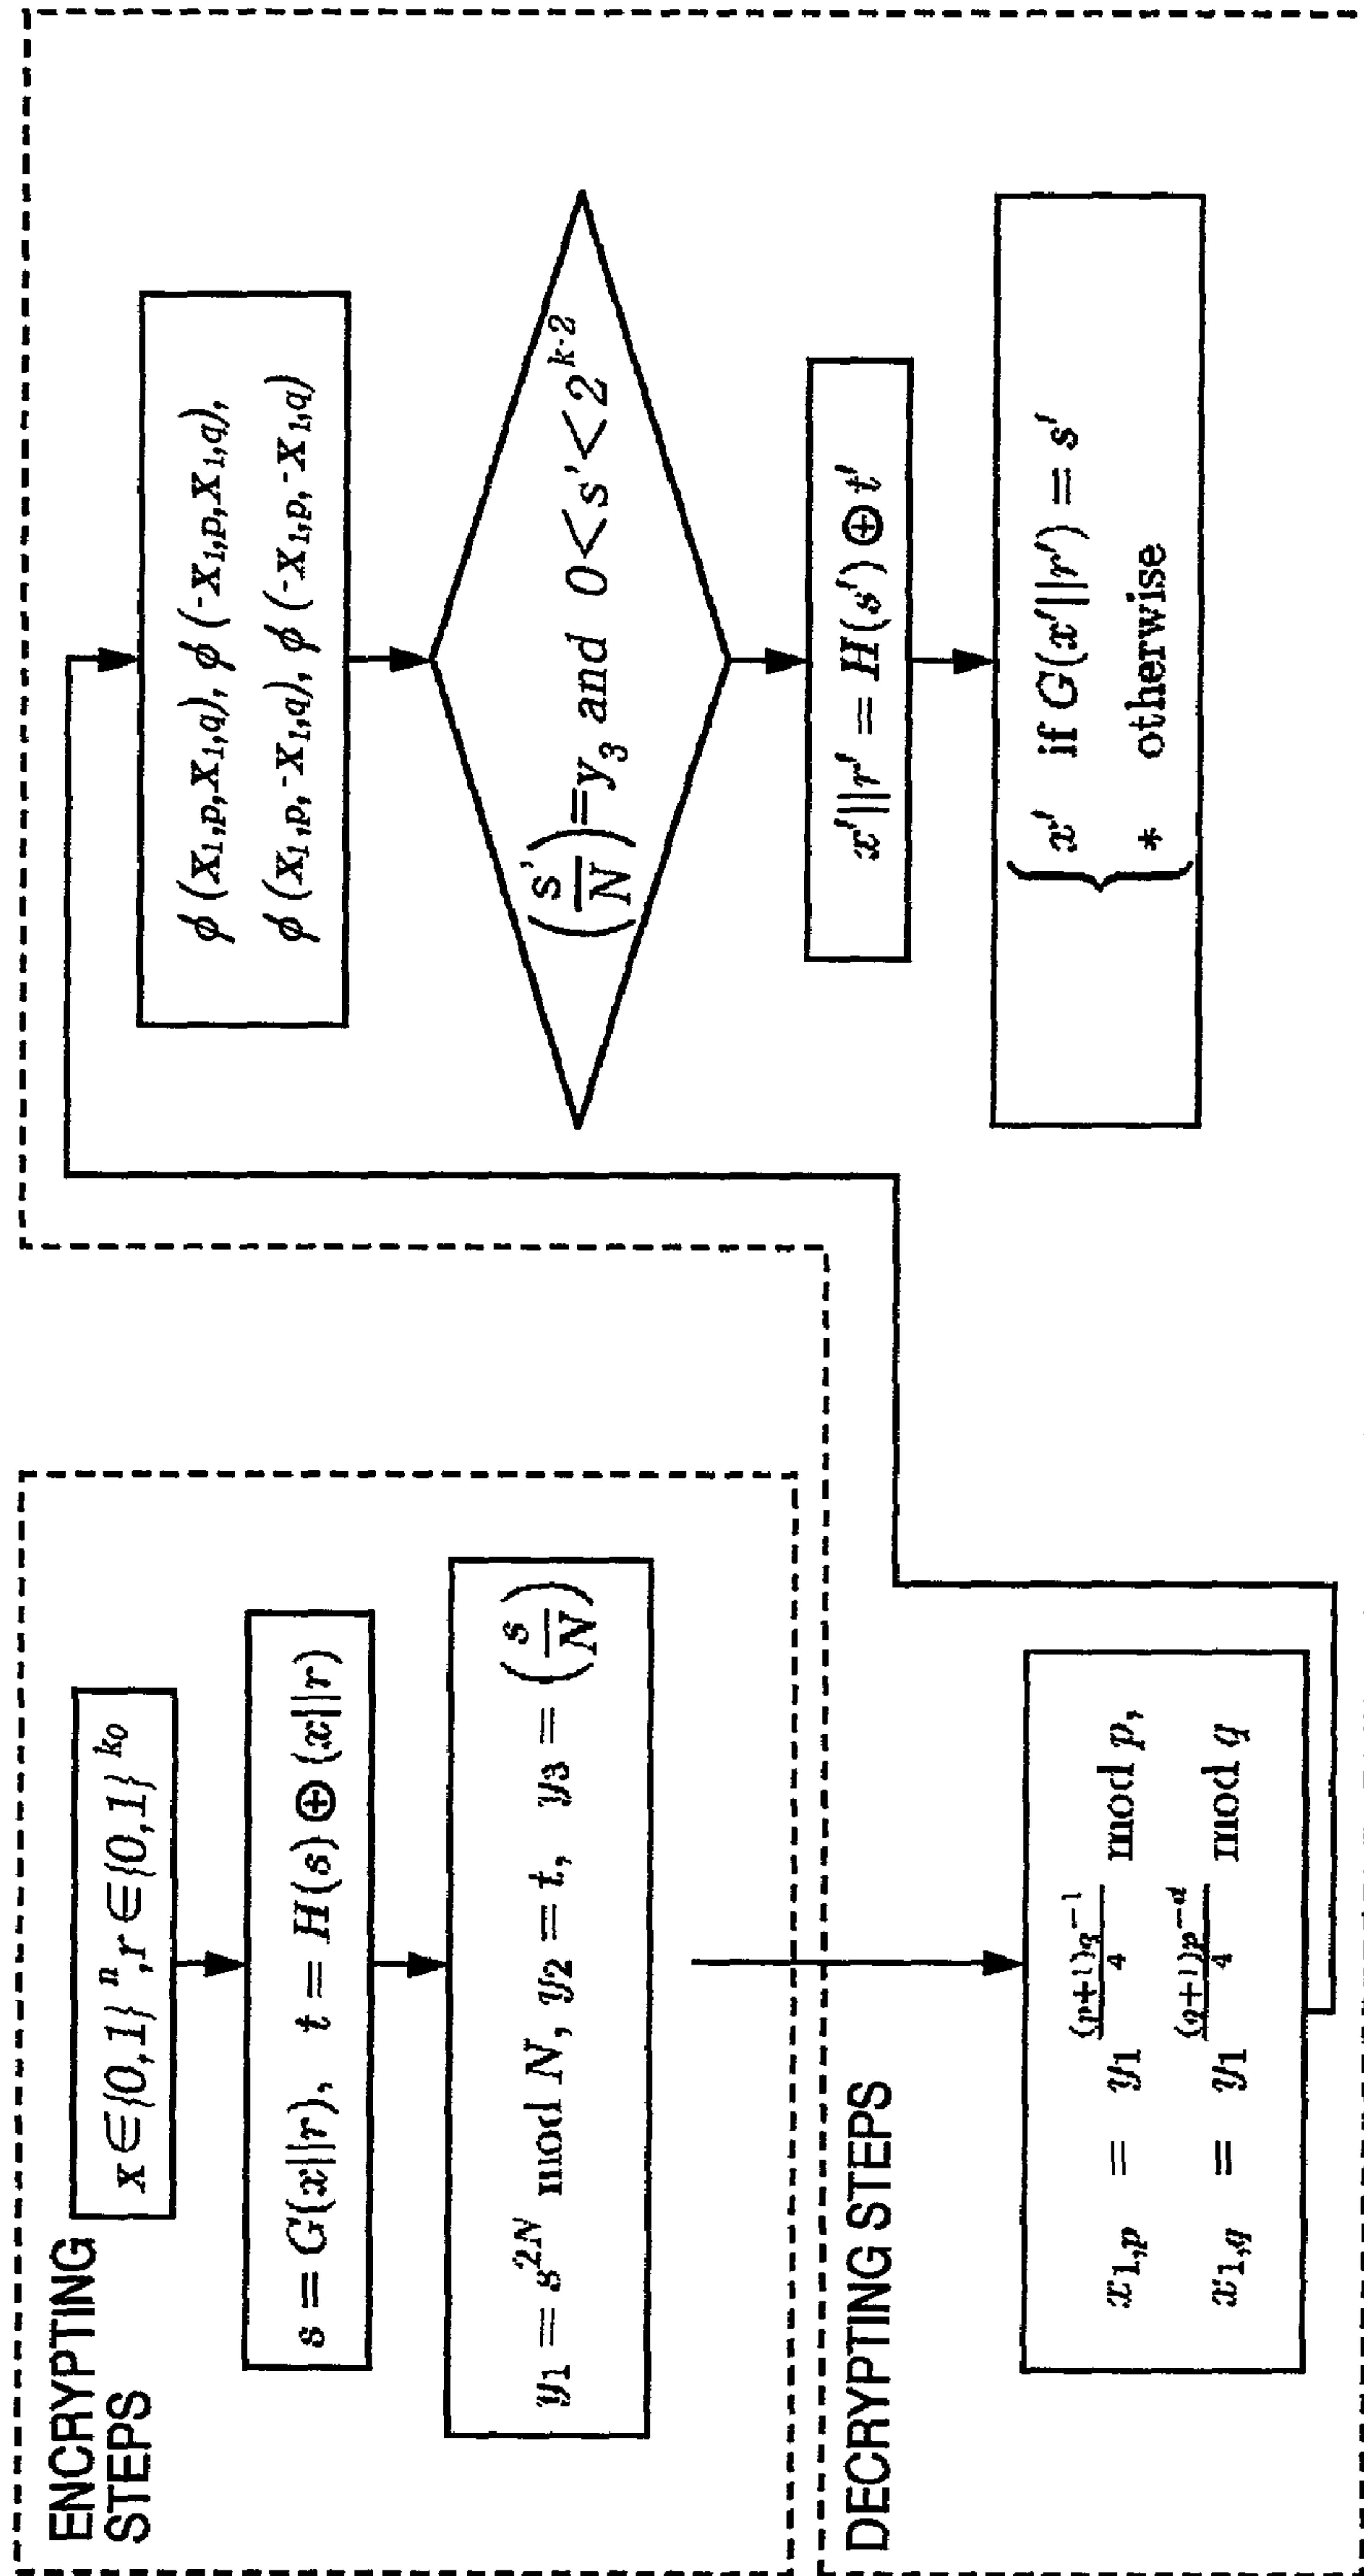 ENCRYPTING
STEPS
x∈{0,1}^n, r∈{0,1}^{k_0}
s = G(x||r), t = H(s)⊕(x||r)
y_1 = s^{2N} mod N, y_2 = t, y_3 = (s/N)
DECRYPTING STEPS
x_{1,p} = y_1^{\frac{(p+1)q^{-1}}{4}} mod p,
x_{1,q} = y_1^{\frac{(q+1)p^{-d}}{4}} mod q
ϕ(x_{1,p},x_{1,q}), ϕ(-x_{1,p},x_{1,q}),
ϕ(x_{1,p},-x_{1,q}), ϕ(-x_{1,p},-x_{1,q})
(s'/N)=y_3 and 0<s'<2^{k-2}
x'||r' = H(s')⊕t'
{ x' if G(x'||r') = s'
* otherwise